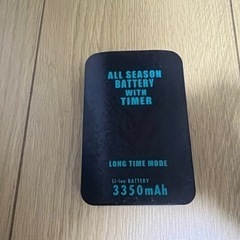 ALL SEASON
BATTERY
WITH
TIMER
LONG TIME MODE
Li-ion BATTERY
3350mAh